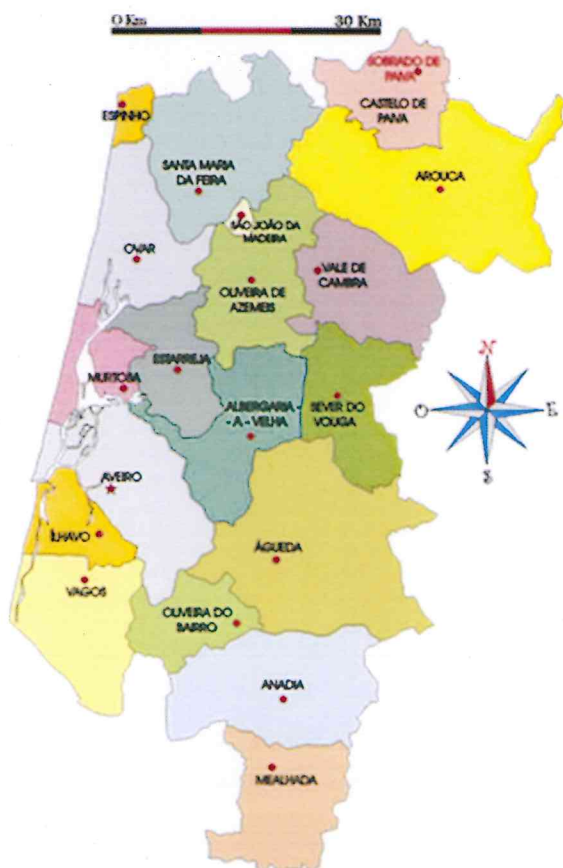 0 Km
30 Km
SOBRADO DE
PAIVA
CASTELO DE
PAIVA
ESPINHO
SANTA MARIA
DA FEIRA
AROUCA
SÃO JOÃO DA
MADEIRA
OVAR
VALE DE
CAMBRA
OLIVEIRA DE
AZEMEIS
ESTARREJA
MURTOSA
ALBERGARIA
- A - VELHA
SEVER DO
VOUGA
N
O
E
S
AVEIRO
ÍLHAVO
ÁGUEDA
VAGOS
OLIVEIRA DO
BAIRRO
ANADIA
MEALHADA